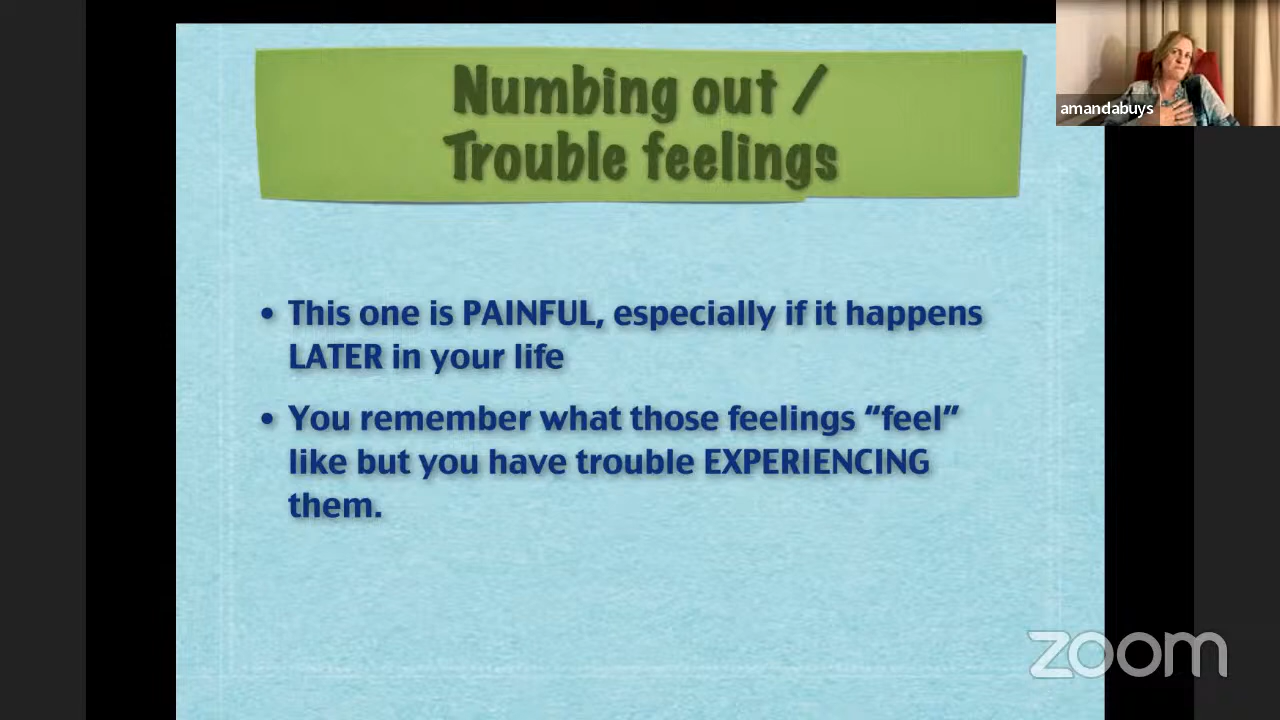 Numbing out /
Trouble feelings
amandabuys
• This one is PAINFUL, especially if it happens
LATER in your life
• You remember what those feelings “feel”
like but you have trouble EXPERIENCING
them.
zoom